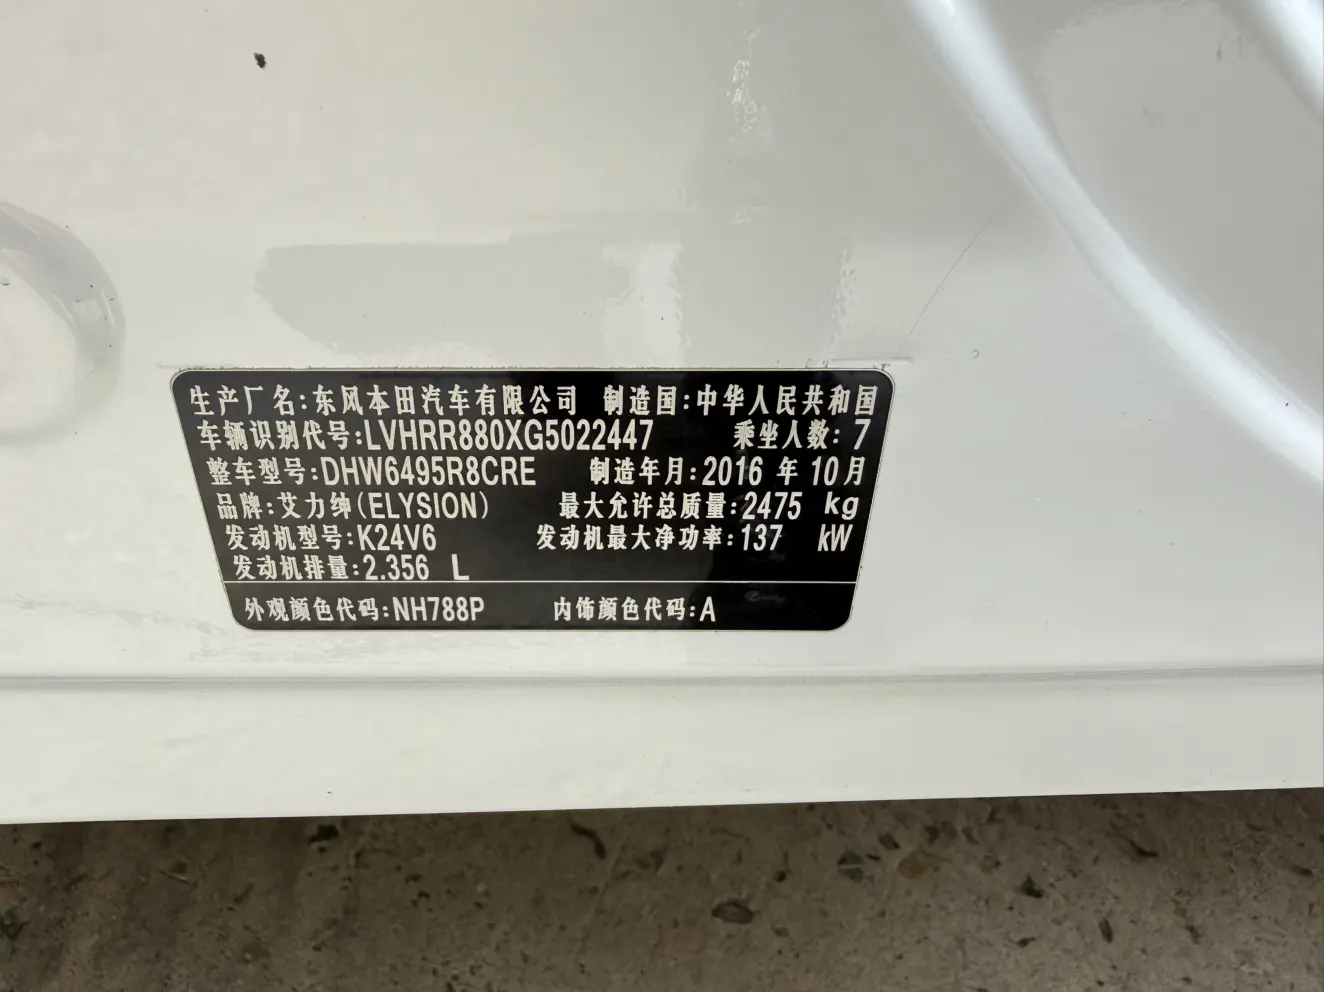 生产厂名:东风本田汽车有限公司 制造国:中华人民共和国
车辆识别代号:LVHRR880XG5022447 乘坐人数:7
整车型号:DHW6495R8CRE 制造年月:2016 年 10月
品牌:艾力绅(ELYSION) 最大允许总质量:2475 kg
发动机型号:K24V6 发动机最大净功率:137 kW
发动机排量:2.356 L
外观颜色代码:NH788P 内饰颜色代码:A